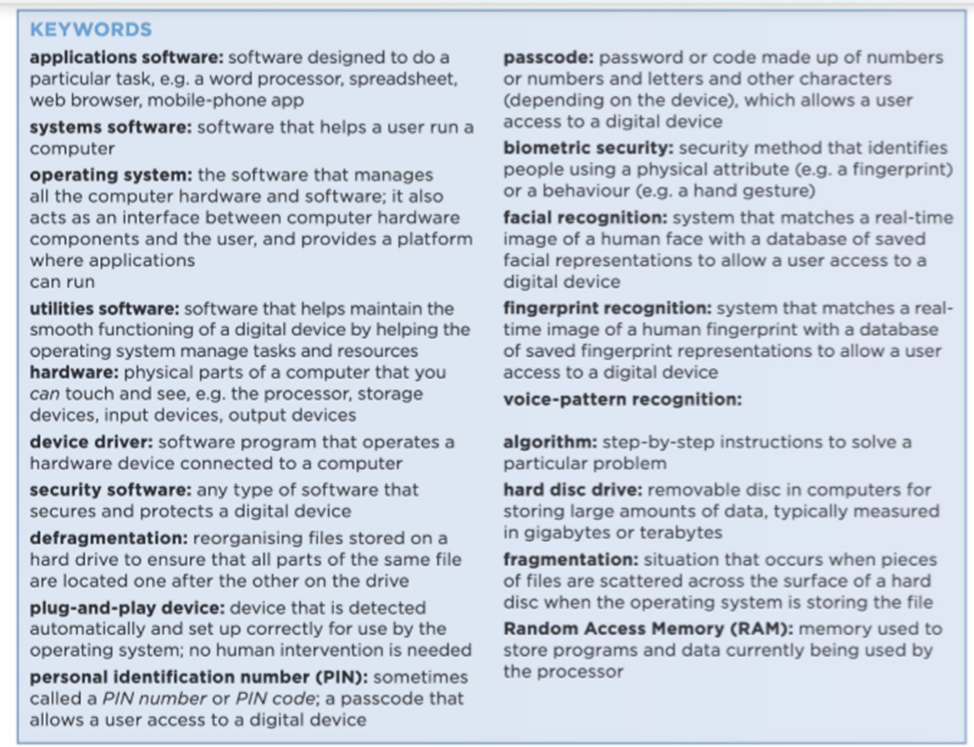 KEYWORDS
applications software: software designed to do a
particular task, e.g. a word processor, spreadsheet,
web browser, mobile-phone app
systems software: software that helps a user run a
computer
operating system: the software that manages
all the computer hardware and software; it also
acts as an interface between computer hardware
components and the user, and provides a platform
where applications
can run
utilities software: software that helps maintain the
smooth functioning of a digital device by helping the
operating system manage tasks and resources
hardware: physical parts of a computer that you
can touch and see, e.g. the processor, storage
devices, input devices, output devices
device driver: software program that operates a
hardware device connected to a computer
security software: any type of software that
secures and protects a digital device
defragmentation: reorganising files stored on a
hard drive to ensure that all parts of the same file
are located one after the other on the drive
plug-and-play device: device that is detected
automatically and set up correctly for use by the
operating system; no human intervention is needed
personal identification number (PIN): sometimes
called a PIN number or PIN code; a passcode that
allows a user access to a digital device
passcode: password or code made up of numbers
or numbers and letters and other characters
(depending on the device), which allows a user
access to a digital device
biometric security: security method that identifies
people using a physical attribute (e.g. a fingerprint)
or a behaviour (e.g. a hand gesture)
facial recognition: system that matches a real-time
image of a human face with a database of saved
facial representations to allow a user access to a
digital device
fingerprint recognition: system that matches a real-
time image of a human fingerprint with a database
of saved fingerprint representations to allow a user
access to a digital device
voice-pattern recognition:
algorithm: step-by-step instructions to solve a
particular problem
hard disc drive: removable disc in computers for
storing large amounts of data, typically measured
in gigabytes or terabytes
fragmentation: situation that occurs when pieces
of files are scattered across the surface of a hard
disc when the operating system is storing the file
Random Access Memory (RAM): memory used to
store programs and data currently being used by
the processor